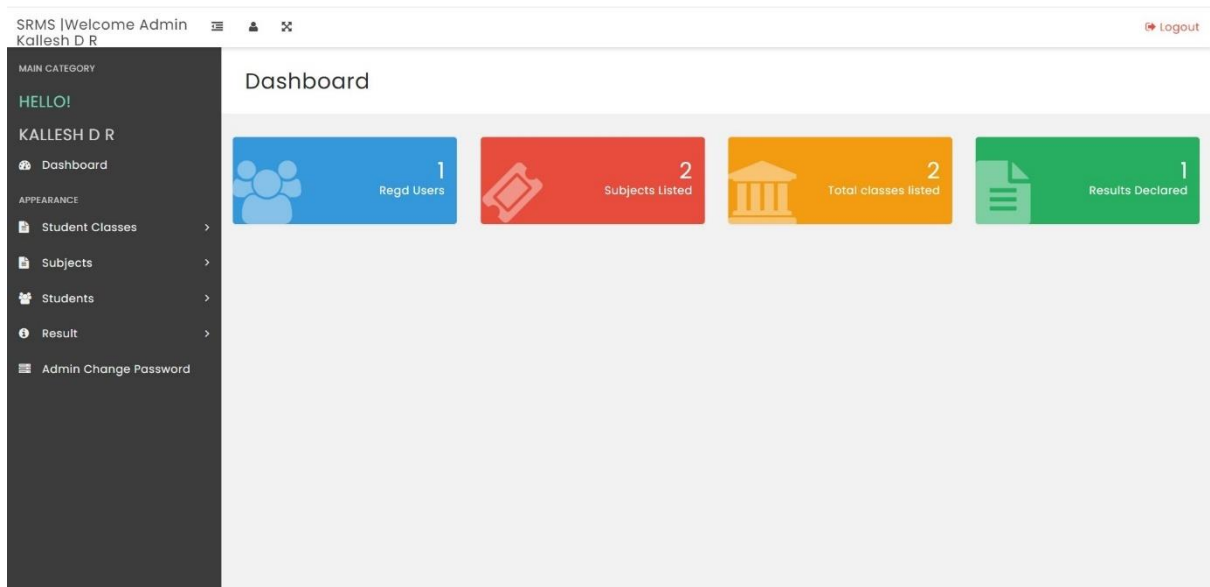 SRMS |Welcome Admin
Kallesh D R
Logout
MAIN CATEGORY
HELLO!
KALLESH D R
Dashboard
APPEARANCE
Student Classes
Subjects
Students
Result
Admin Change Password
Dashboard
1
Regd Users
2
Subjects Listed
2
Total classes listed
1
Results Declared